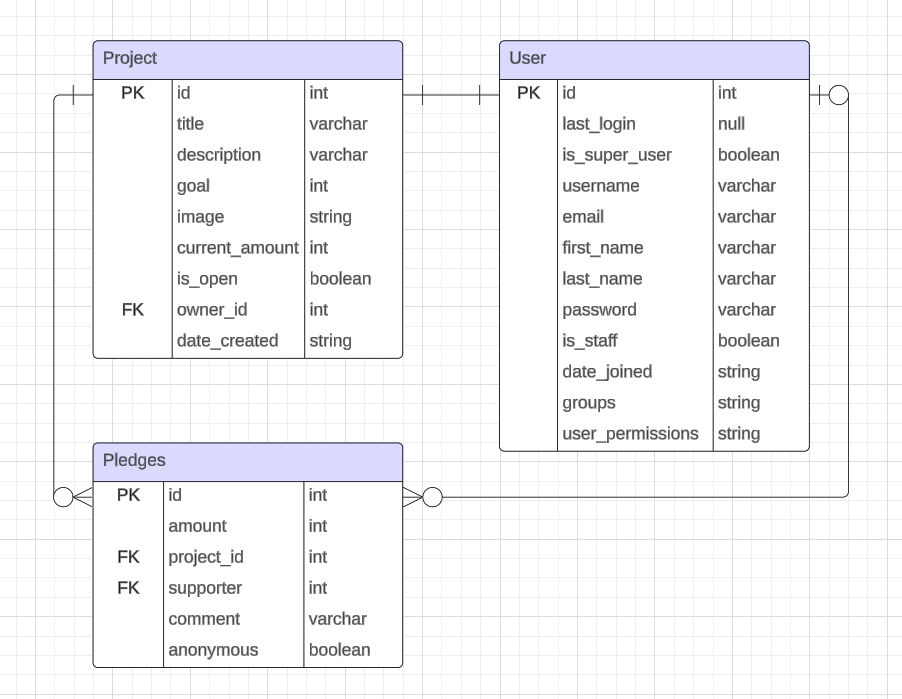 Project
PK id int
title varchar
description varchar
goal int
image string
current_amount int
is_open boolean
FK owner_id int
date_created string
User
PK id int
last_login null
is_super_user boolean
username varchar
email varchar
first_name varchar
last_name varchar
password varchar
is_staff boolean
date_joined string
groups string
user_permissions string
Pledges
PK id int
amount int
FK project_id int
FK supporter int
comment varchar
anonymous boolean